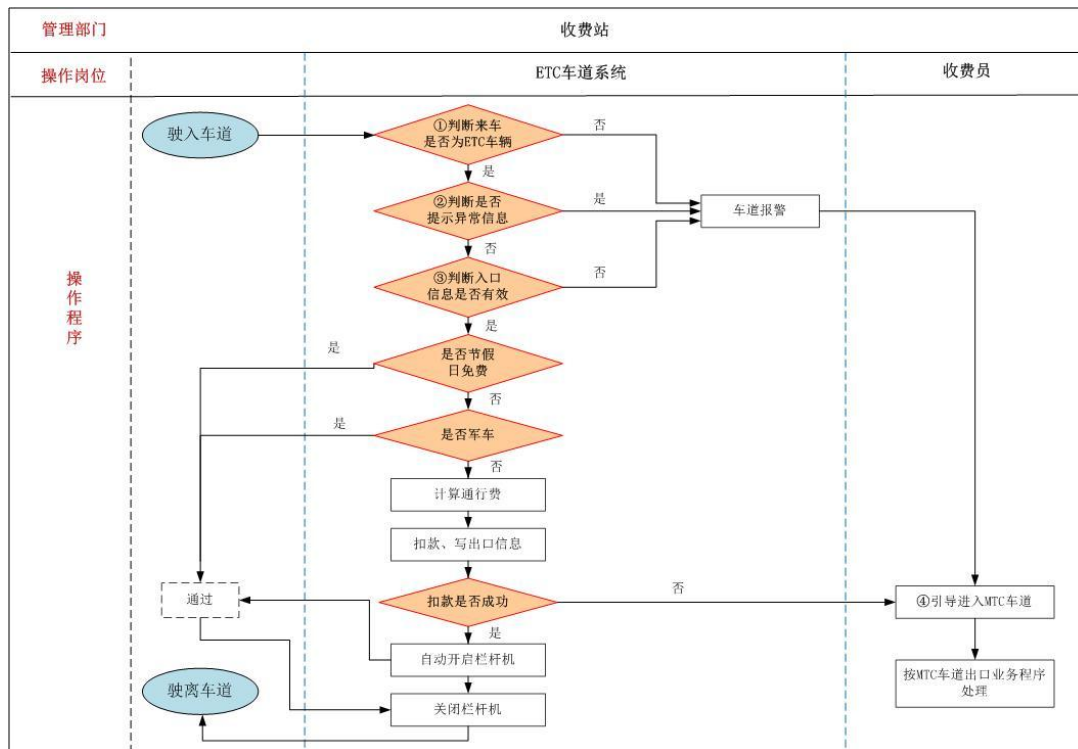 管理部门
收费站
操作岗位
ETC车道系统
收费员
驶入车道
①判断来车
是否为ETC车辆
否
是
②判断是否
提示异常信息
是
车道报警
否
③判断入口
信息是否有效
否
操
作
程
序
是
是否节假
日免费
是
否
是否军车
是
否
计算通行费
扣款、写出口信息
扣款是否成功
否
通过
④引导进入MTC车道
是
自动开启栏杆机
按MTC车道出口业务程序
处理
驶离车道
关闭栏杆机